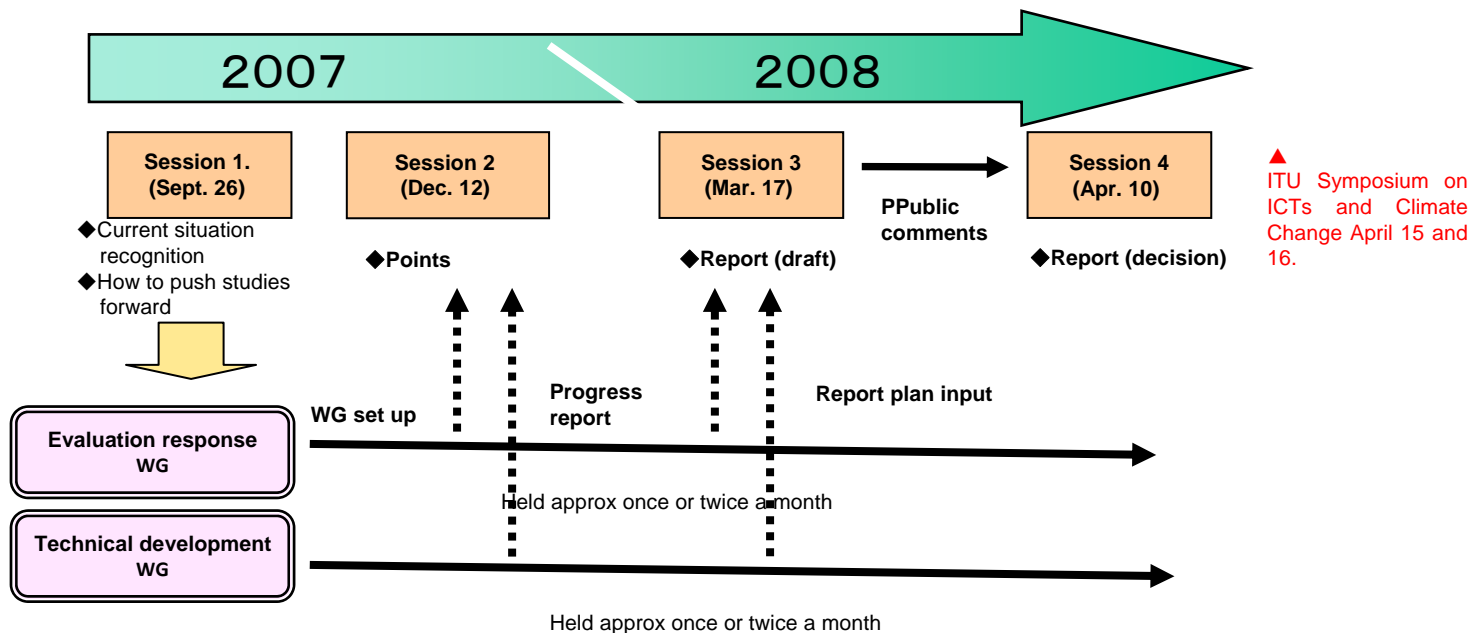 2007
2008
Session 1.
(Sept. 26)
Session 2
(Dec. 12)
Session 3
(Mar. 17)
Session 4
(Apr. 10)
▲
ITU Symposium on
ICTs and Climate
Change April 15 and
16.
PPublic
comments
◆Current situation
recognition
◆How to push studies
forward
◆Points
◆Report (draft)
◆Report (decision)
WG set up
Progress
report
Report plan input
Evaluation response
WG
Held approx once or twice a month
Technical development
WG
Held approx once or twice a month